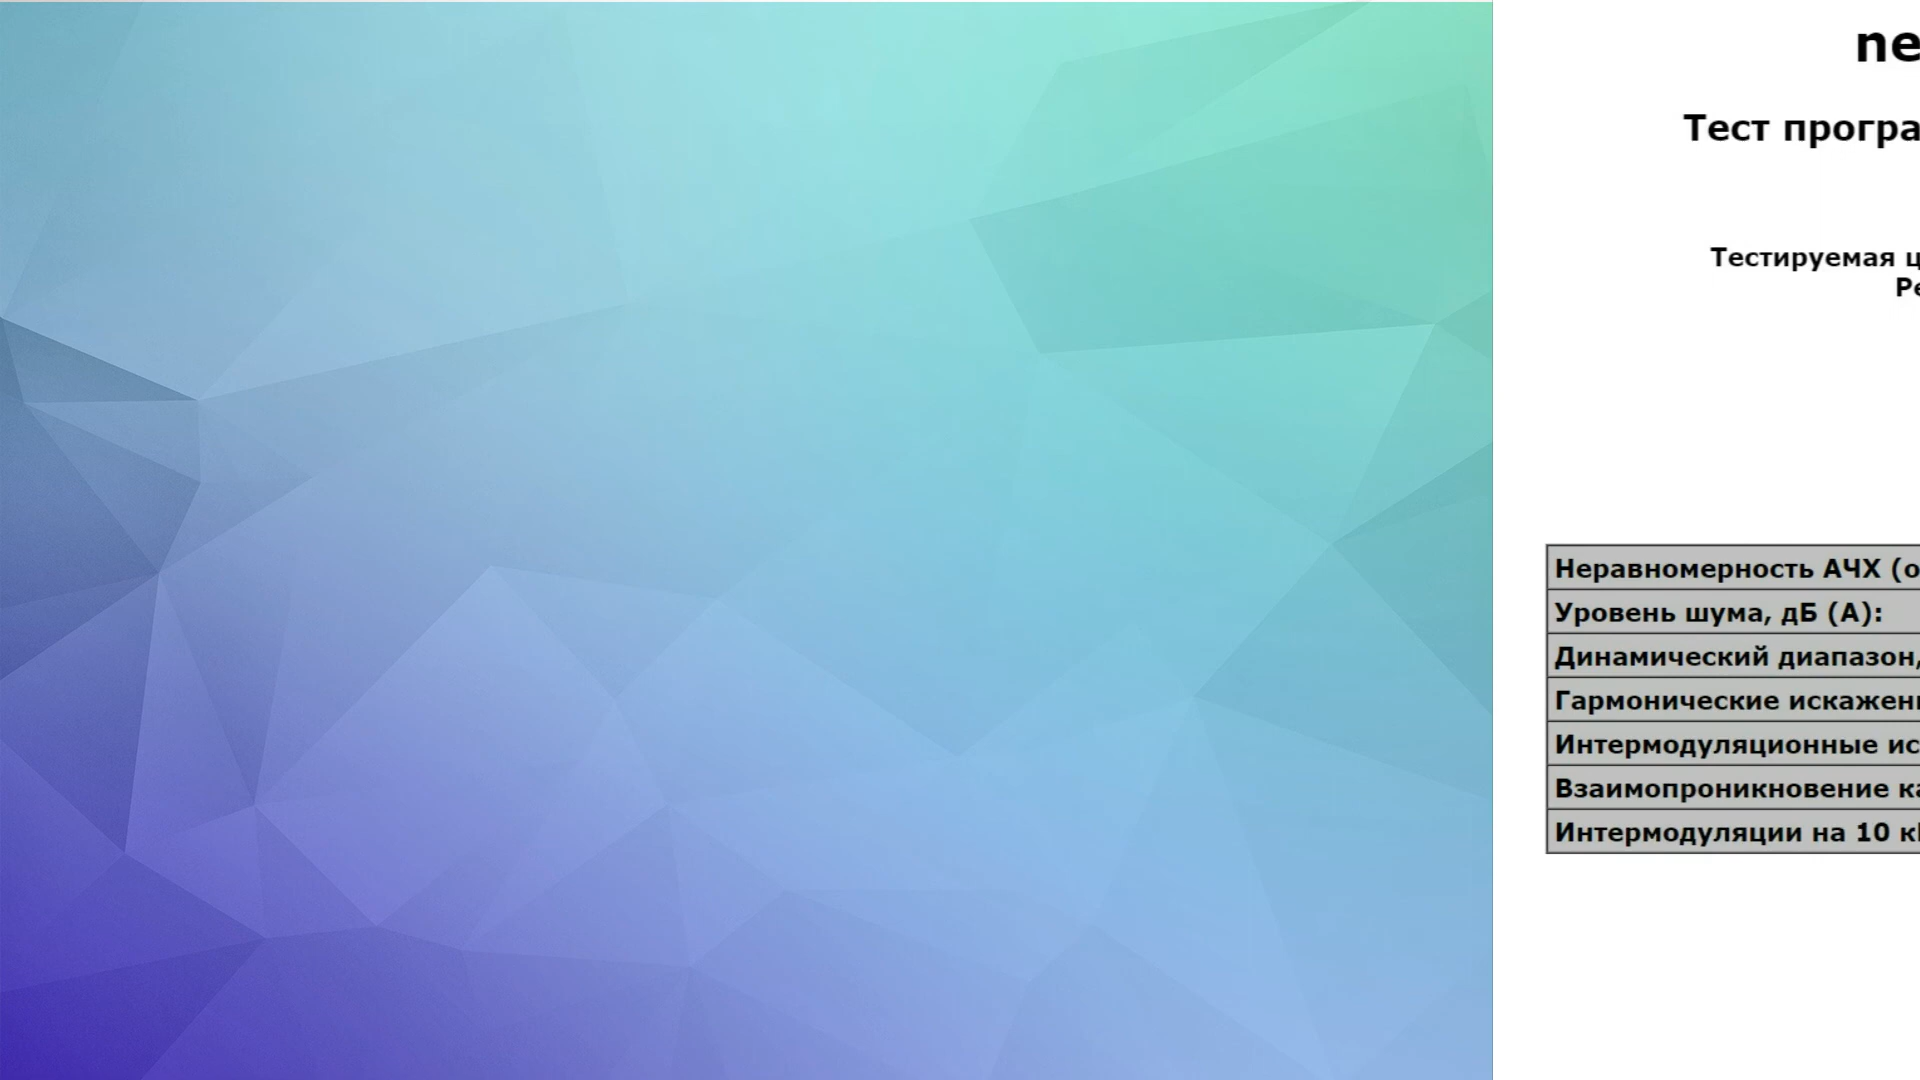 ne
Тест програ
Тестируемая ц
Ре
Неравномерность АЧХ (о
Уровень шума, дБ (А):
Динамический диапазон,
Гармонические искажен
Интермодуляционные ис
Взаимопроникновение ка
Интермодуляции на 10 к